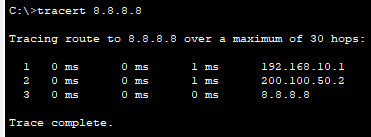 C:\>tracert 8.8.8.8
Tracing route to 8.8.8.8 over a maximum of 30 hops:
1 0 ms 0 ms 1 ms 192.168.10.1
2 0 ms 0 ms 1 ms 200.100.50.2
3 0 ms 0 ms 0 ms 8.8.8.8
Trace complete.